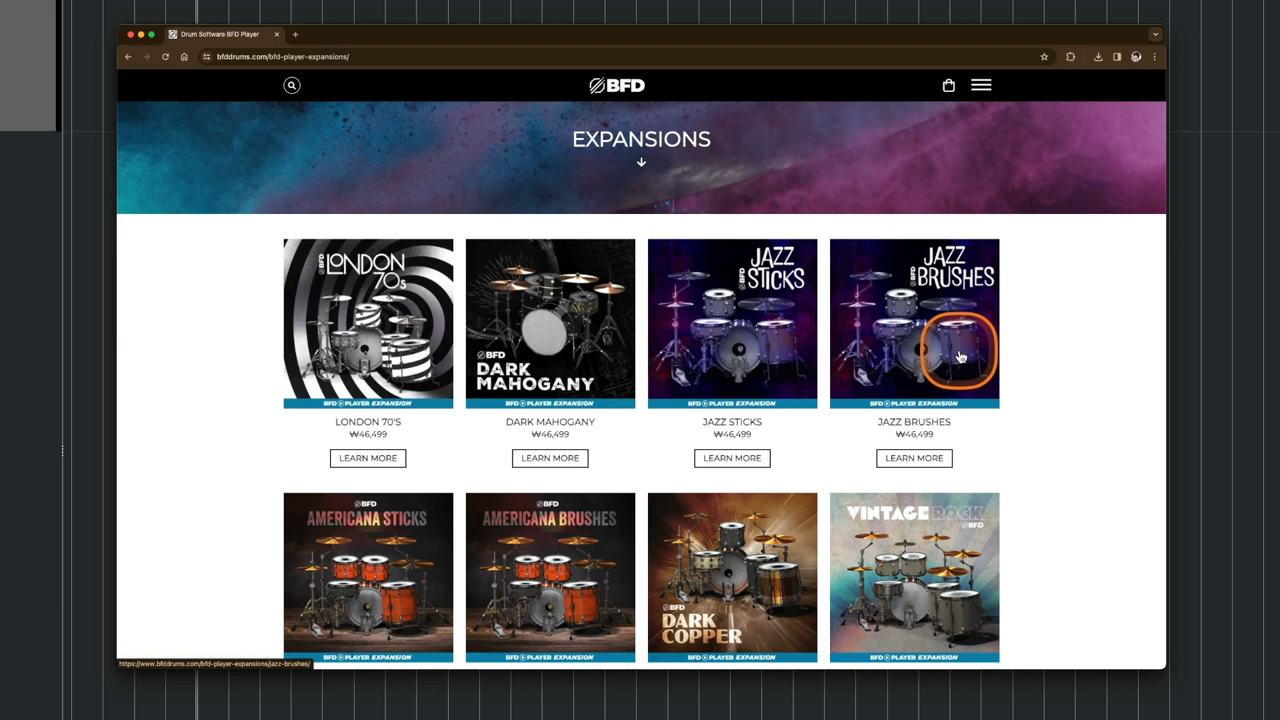 Drum Software BFD Player
bfddrums.com/bfd-player-expansions/
BFD
EXPANSIONS
BFD LONDON 70s
BFD PLAYER EXPANSION
BFD DARK MAHOGANY
BFD PLAYER EXPANSION
BFD JAZZ STICKS
BFD PLAYER EXPANSION
BFD JAZZ BRUSHES
BFD PLAYER EXPANSION
LONDON 70'S
₩46,499
LEARN MORE
DARK MAHOGANY
₩46,499
LEARN MORE
JAZZ STICKS
₩46,499
LEARN MORE
JAZZ BRUSHES
₩46,499
LEARN MORE
BFD
AMERICANA STICKS
BFD PLAYER EXPANSION
BFD
AMERICANA BRUSHES
BFD PLAYER EXPANSION
BFD
DARK
COPPER
BFD PLAYER EXPANSION
VINTAGE ROCK
BFD
BFD PLAYER EXPANSION
https://www.bfddrums.com/bfd-player-expansions/jazz-brushes/